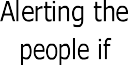 Alerting the
people if